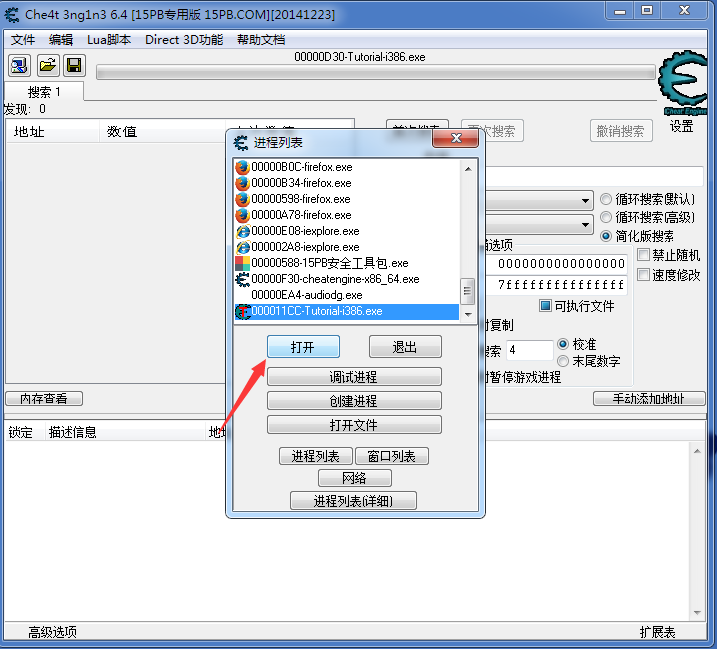 Che4t 3ng1n3 6.4 [15PB专用版 15PB.COM][20141223]
文件 编辑 Lua脚本 Direct 3D功能 帮助文档
00000D30-Tutorial-i386.exe
搜索 1
发现: 0
Cheat Engine
设置
地址 数值
首次搜索 再次搜索 撤销搜索
进程列表
00000B0C-firefox.exe
00000B34-firefox.exe
00000598-firefox.exe
00000A78-firefox.exe
00000E08-iexplore.exe
000002A8-iexplore.exe
00000588-15PB安全工具包.exe
00000F30-cheatengine-x86_64.exe
00000EA4-audiodg.exe
000011CC-Tutorial-i386.exe
打开 退出
调试进程
创建进程
打开文件
进程列表 窗口列表
网络
进程列表(详细)
循环搜索(默认)
循环搜索(高级)
简化版搜索
选项
禁止随机
0000000000000000
速度修改
7fffffffffffffff
可执行文件
时复制
搜索 4
校准
末尾数字
时暂停游戏进程
内存查看
手动添加地址
锁定 描述信息 地址
高级选项 扩展表